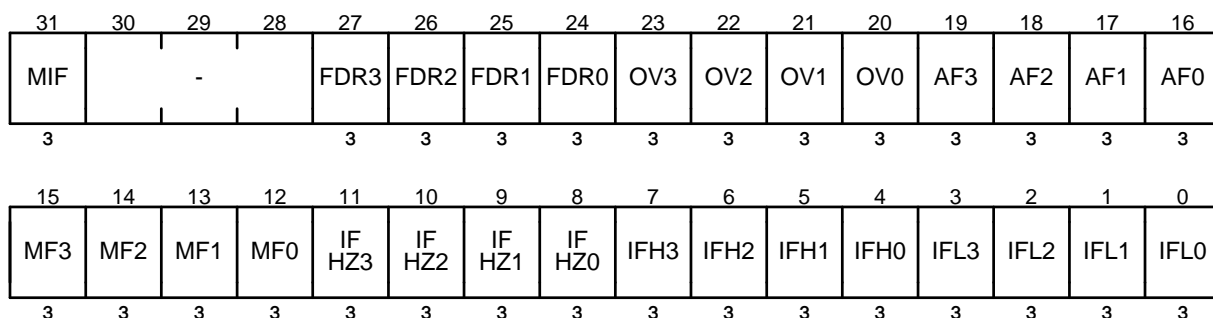 31 30 29 28 27 26 25 24 23 22 21 20 19 18 17 16
MIF - FDR3 FDR2 FDR1 FDR0 OV3 OV2 OV1 OV0 AF3 AF2 AF1 AF0
3 3 3 3 3 3 3 3 3 3 3 3 3
15 14 13 12 11 10 9 8 7 6 5 4 3 2 1 0
MF3 MF2 MF1 MF0 IF HZ3 IF HZ2 IF HZ1 IF HZ0 IFH3 IFH2 IFH1 IFH0 IFL3 IFL2 IFL1 IFL0
3 3 3 3 3 3 3 3 3 3 3 3 3 3 3 3